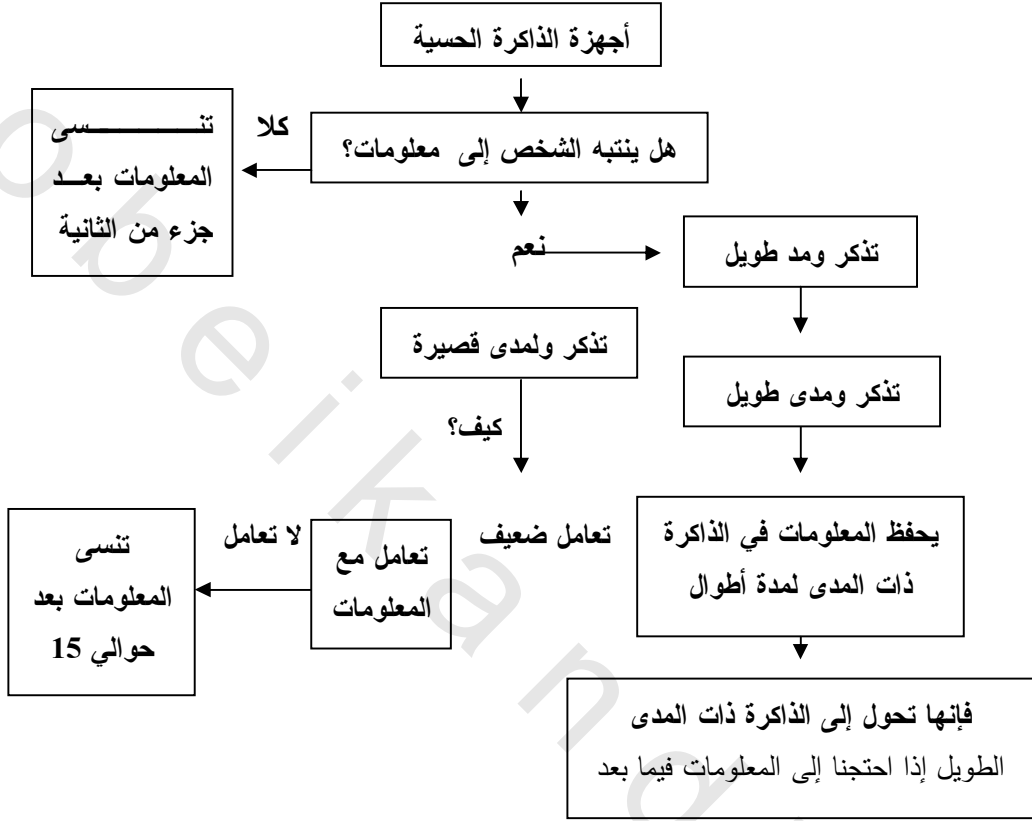 أجهزة الذاكرة الحسية
هل ينتبه الشخص إلى معلومات؟
كلا
تنسى
المعلومات بعد
جزء من الثانية
نعم
تذكر ومد طويل
تذكر ولمدى قصيرة
تذكر ومدى طويل
كيف؟
يحفظ المعلومات في الذاكرة
ذات المدى لمدة أطوال
تعامل ضعيف
تعامل مع
المعلومات
لا تعامل
تنسى
المعلومات بعد
حوالي 15
فإنها تحول إلى الذاكرة ذات المدى
الطويل إذا احتجنا إلى المعلومات فيما بعد
obeikand